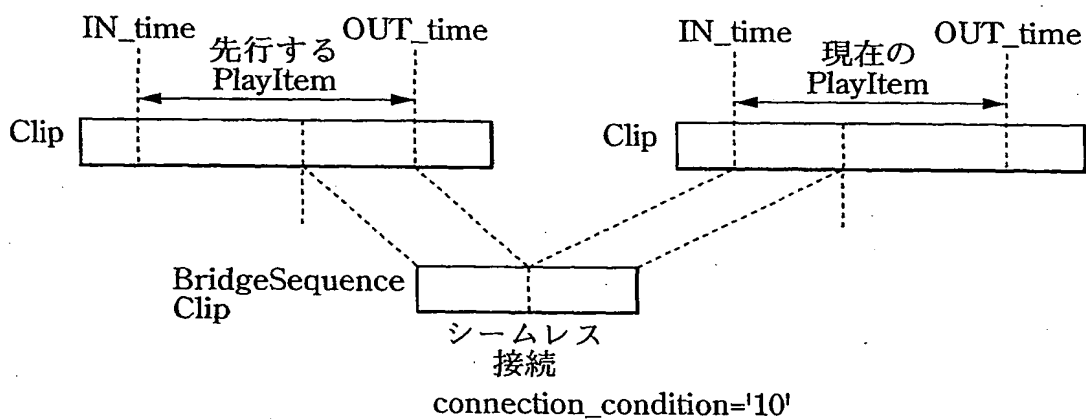 IN_time
先行する
PlayItem
OUT_time
IN_time
現在の
PlayItem
OUT_time
Clip
Clip
BridgeSequence
Clip
シームレス
接続
connection_condition='10'